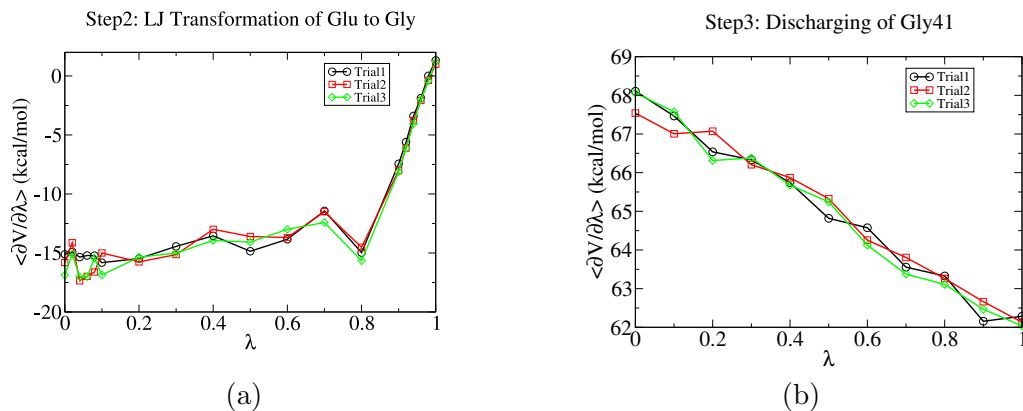 Step2: LJ Transformation of Glu to Gly
<∂V/∂λ> (kcal/mol)
0
-5
-10
-15
-20
Trial1
Trial2
Trial3
0 0.2 0.4 0.6 0.8 1
λ
(a)
Step3: Discharging of Gly41
<∂V/∂λ> (kcal/mol)
69
68
67
66
65
64
63
62
Trial1
Trial2
Trial3
0 0.2 0.4 0.6 0.8 1
λ
(b)